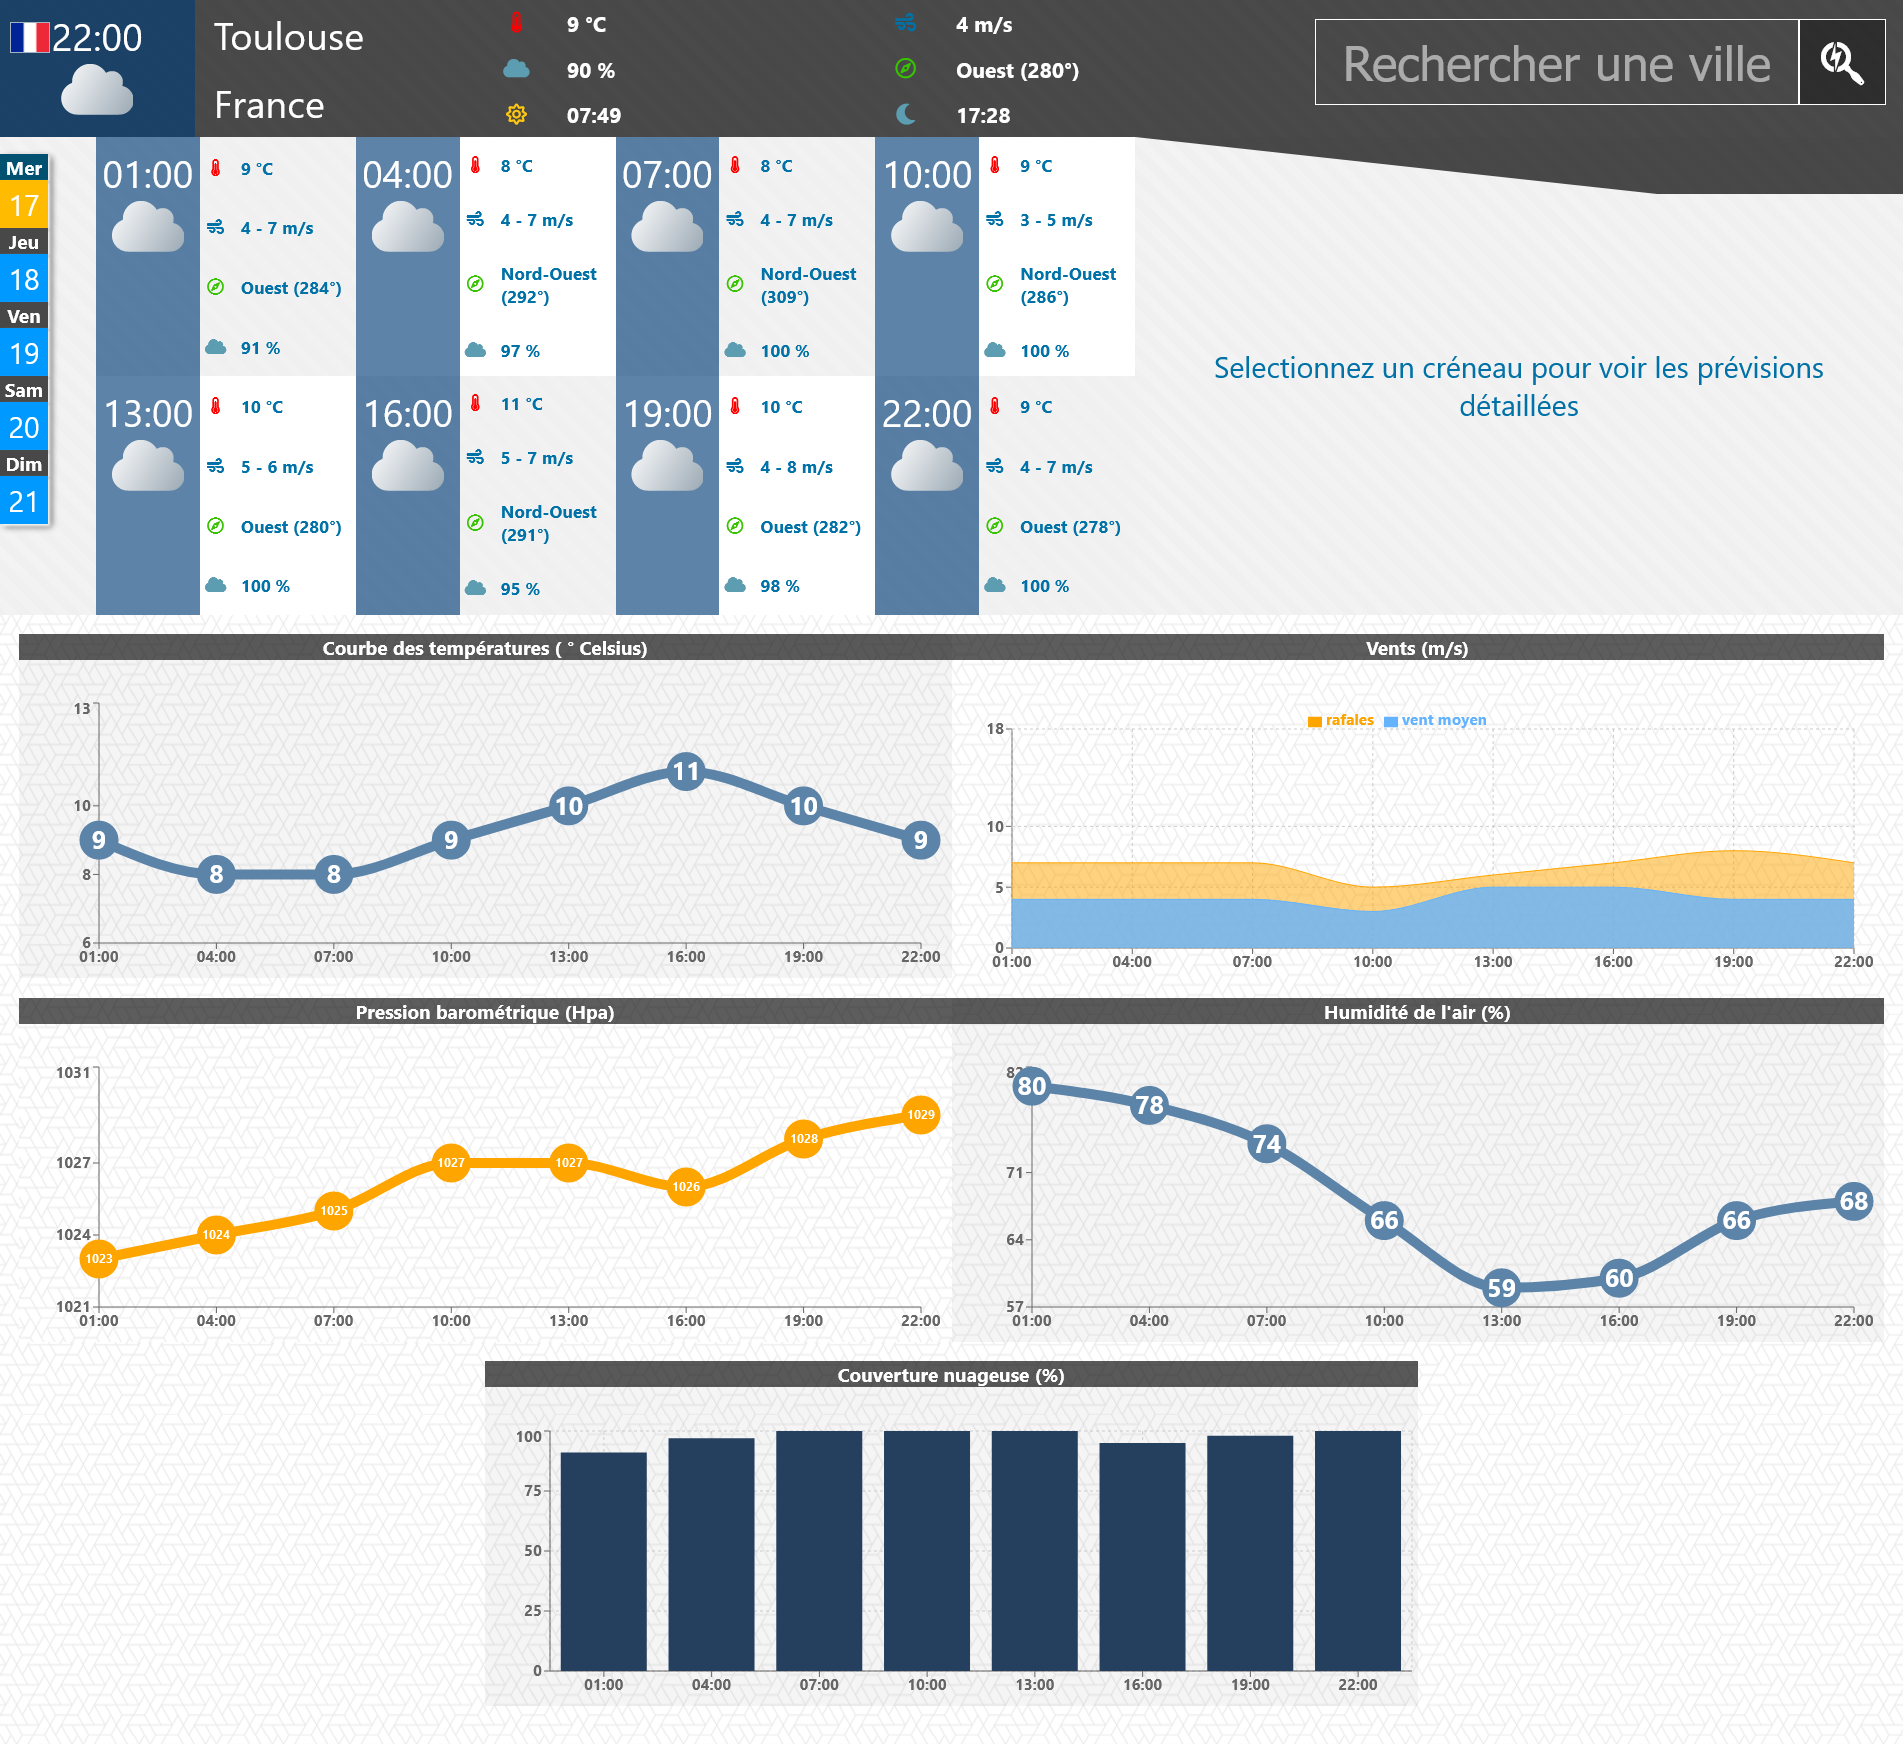 22:00
Toulouse
France
9 °C
90 %
07:49
4 m/s
Ouest (280°)
17:28
Rechercher une ville
Mer
17
Jeu
18
Ven
19
Sam
20
Dim
21
01:00
9 °C
4 - 7 m/s
Ouest (284°)
91 %
04:00
8 °C
4 - 7 m/s
Nord-Ouest
(292°)
97 %
07:00
8 °C
4 - 7 m/s
Nord-Ouest
(309°)
100 %
10:00
9 °C
3 - 5 m/s
Nord-Ouest
(286°)
100 %
13:00
10 °C
5 - 6 m/s
Ouest (280°)
100 %
16:00
11 °C
5 - 7 m/s
Nord-Ouest
(291°)
95 %
19:00
10 °C
4 - 8 m/s
Ouest (282°)
98 %
22:00
9 °C
4 - 7 m/s
Ouest (278°)
100 %
Selectionnez un créneau pour voir les prévisions
détaillées
Courbe des températures ( ° Celsius)
13
10
8
6
9 8 8 9 10 11 10 9
01:00 04:00 07:00 10:00 13:00 16:00 19:00 22:00
Vents (m/s)
rafales vent moyen
18
10
5
0
01:00 04:00 07:00 10:00 13:00 16:00 19:00 22:00
Pression barométrique (Hpa)
1031
1027
1024
1021
1023 1024 1025 1027 1027 1026 1028 1029
01:00 04:00 07:00 10:00 13:00 16:00 19:00 22:00
Humidité de l'air (%)
71
64
57
80 78 74 66 59 60 66 68
01:00 04:00 07:00 10:00 13:00 16:00 19:00 22:00
Couverture nuageuse (%)
100
75
50
25
0
01:00 04:00 07:00 10:00 13:00 16:00 19:00 22:00